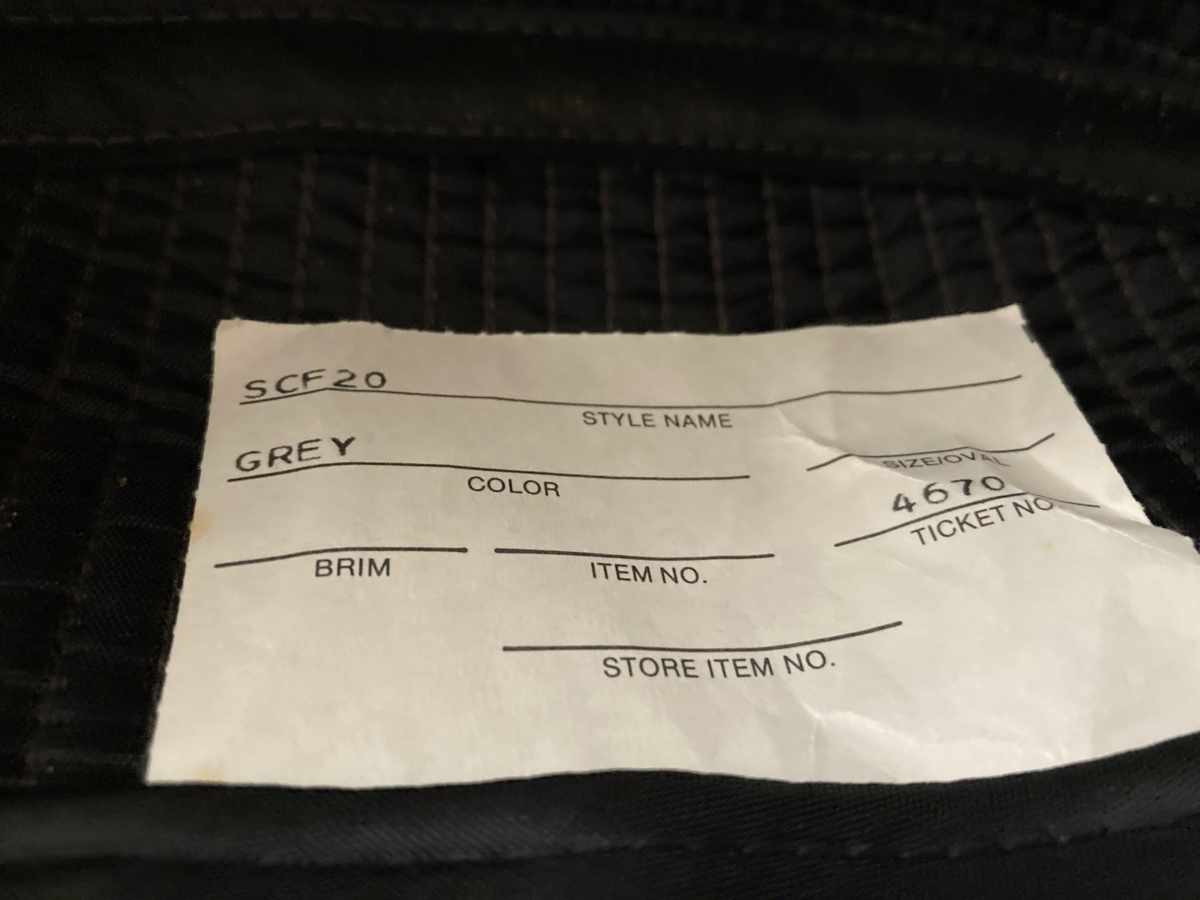 SCF20
STYLE NAME
GREY
COLOR
SIZE/OVAL
4670
TICKET NO
BRIM
ITEM NO.
STORE ITEM NO.